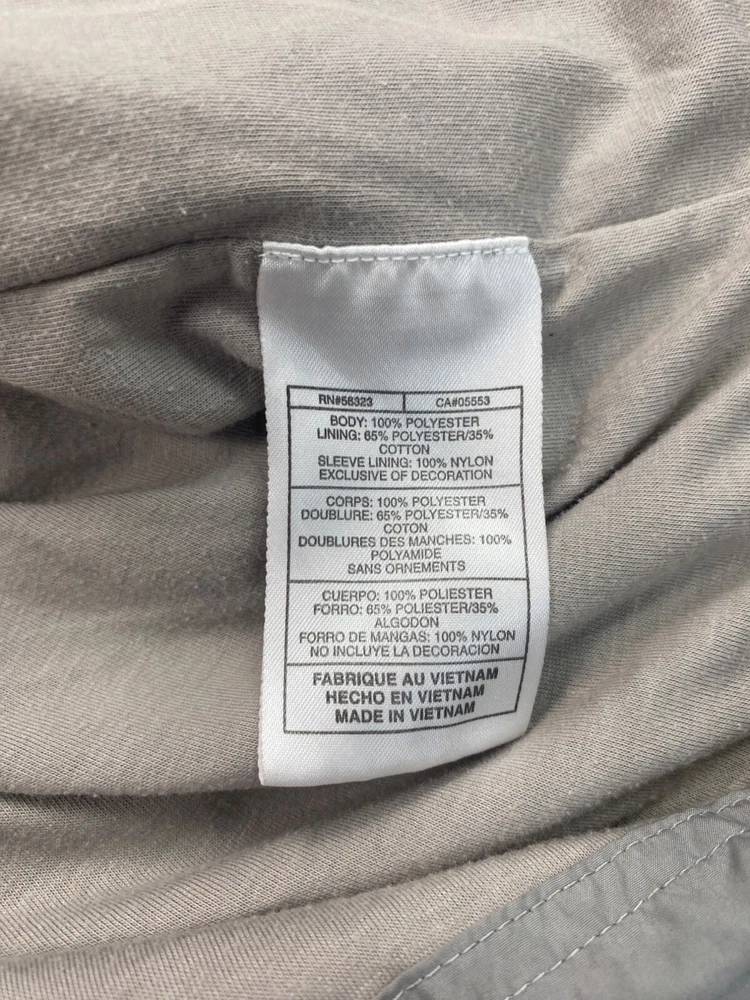 RN#56323 CA#05553
BODY: 100% POLYESTER
LINING: 65% POLYESTER/35%
COTTON
SLEEVE LINING: 100% NYLON
EXCLUSIVE OF DECORATION
CORPS: 100% POLYESTER
DOUBLURE: 65% POLYESTER/35%
COTON
DOUBLURES DES MANCHES: 100%
POLYAMIDE
SANS ORNEMENTS
CUERPO: 100% POLIESTER
FORRO: 65% POLIESTER/35%
ALGODON
FORRO DE MANGAS: 100% NYLON
NO INCLUYE LA DECORACION
FABRIQUE AU VIETNAM
HECHO EN VIETNAM
MADE IN VIETNAM